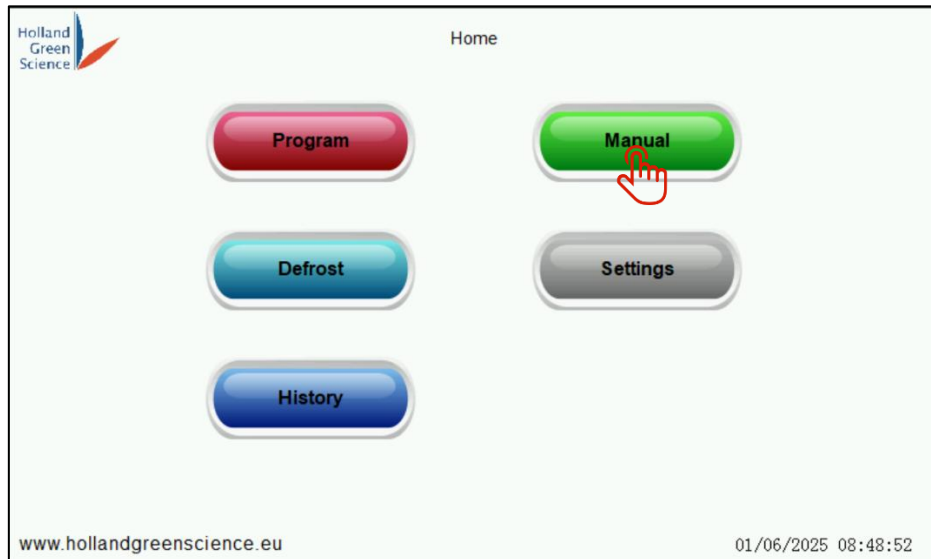 Holland
Green
Science
Home
Program
Manual
Defrost
Settings
History
www.hollandgreenscience.eu
01/06/2025 08:48:52